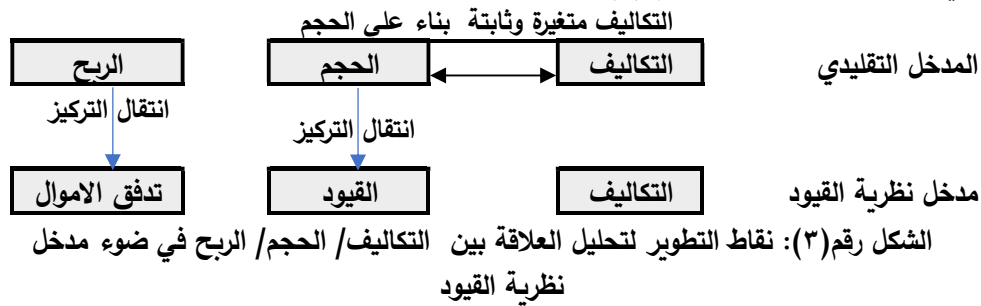 التكاليف متغيرة وثابتة بناء على الحجم
المدخل التقليدي التكاليف الحجم الربح
انتقال التركيز
انتقال التركيز
مدخل نظرية القيود التكاليف القيود تدفق الاموال
الشكل رقم(٣): نقاط التطوير لتحليل العلاقة بين التكاليف/ الحجم/ الربح في ضوء مدخل
نظرية القيود